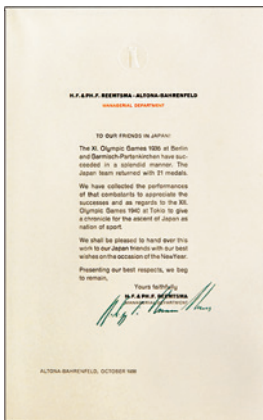 H.F.&PH.F. REEMTSMA · ALTONA-BAHRENFELD
MANAGERIAL DEPARTMENT
TO OUR FRIENDS IN JAPAN!
The XI. Olympic Games 1936 at Berlin
and Garmisch-Partenkirchen have suc-
ceeded in a splendid manner. The
Japan team returned with 21 medals.
We have collected the performances
of that combatants to appreciate the
successes and as regards to the XII.
Olympic Games 1940 at Tokio to give
a chronicle for the ascent of Japan as
nation of sport.
We shall be pleased to hand over this
work to our Japan friends with our best
wishes on the occasion of the New Year.
Presenting our best respects, we beg
to remain,
Yours faithfully
H.F.&PH.F. REEMTSMA
MANAGERIAL DEPARTMENT
ALTONA-BAHRENFELD, OCTOBER 1936